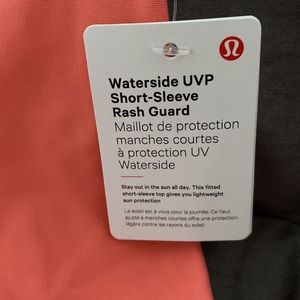 Waterside UVP
Short-Sleeve
Rash Guard
Maillot de protection
manches courtes
à protection UV
Waterside
Stay out in the sun all day. This fitted
short-sleeve top gives you lightweight
sun protection
Le soleil est à vous pour la journée. Ce haut
ajusté à manches courtes offre une protection
légère contre les rayons du soleil